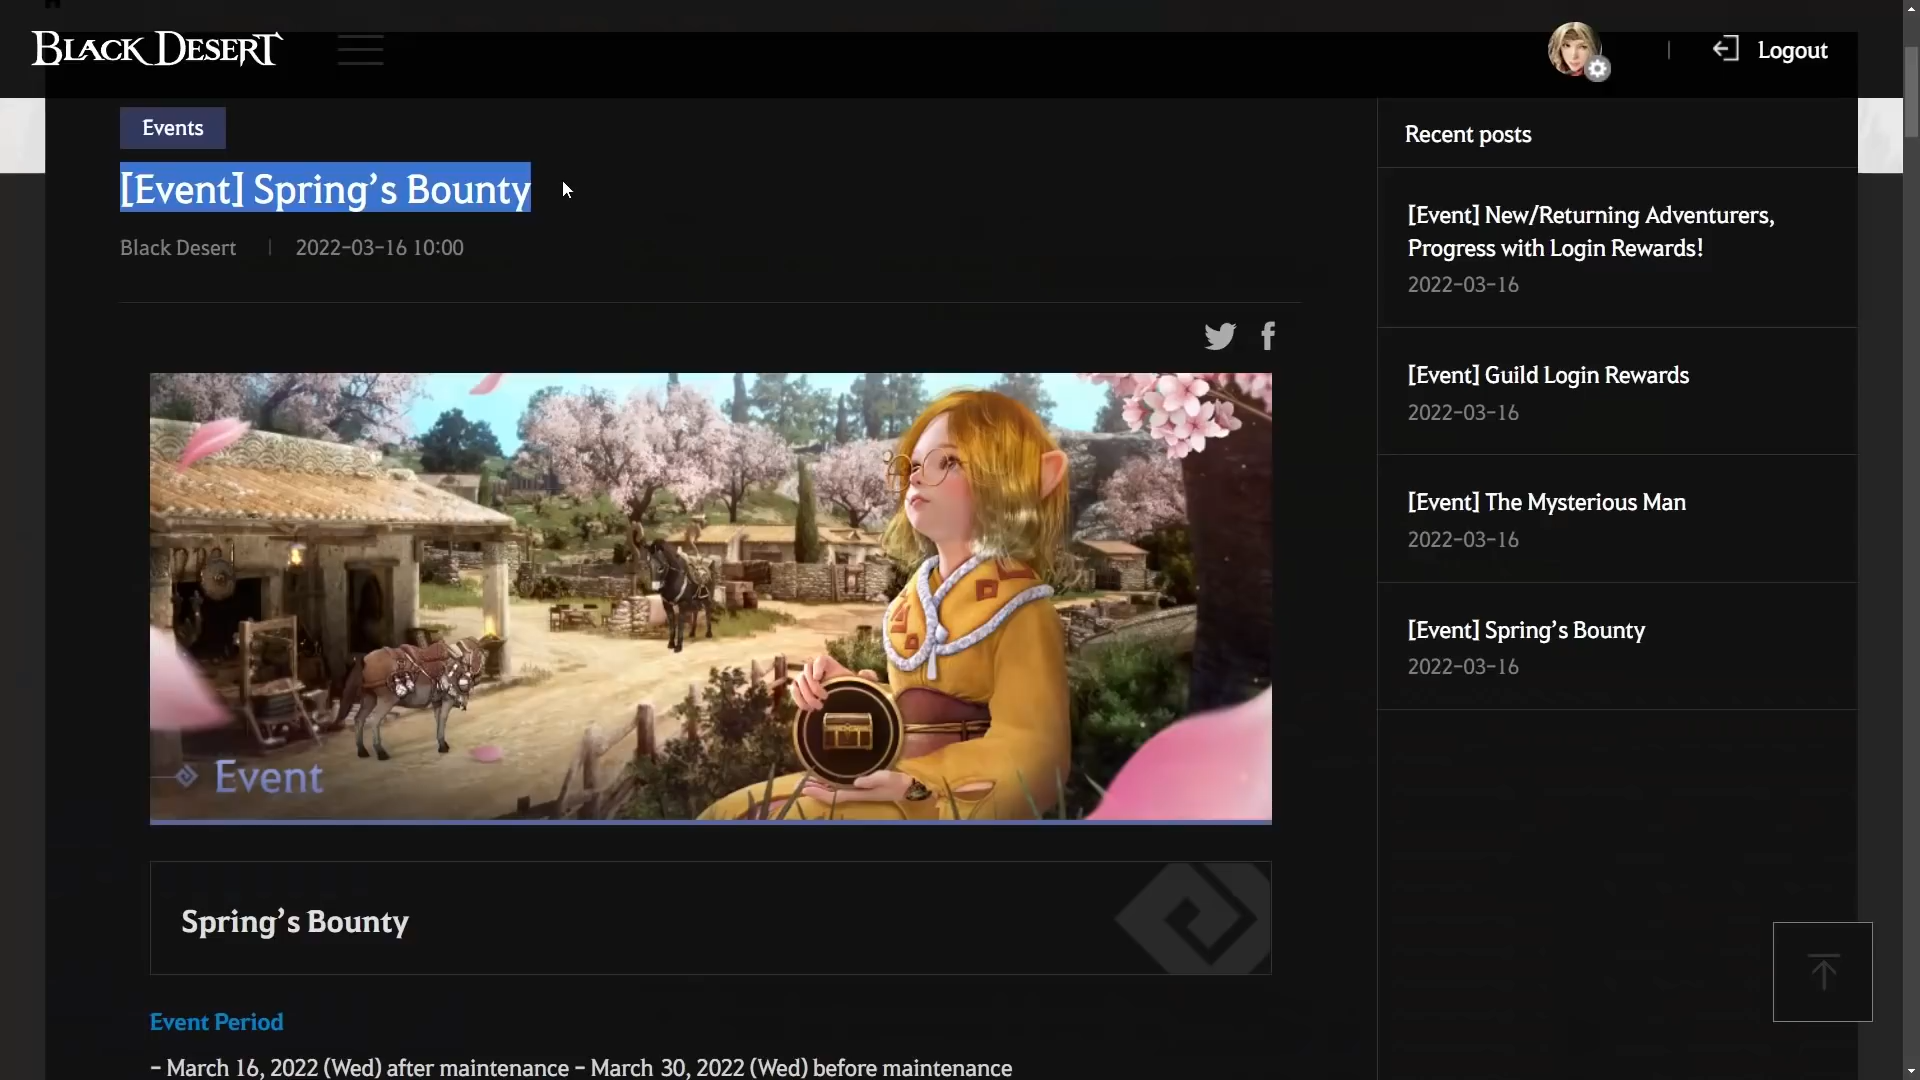 BLACK DESERT
Logout
Events
[Event] Spring's Bounty
Black Desert | 2022-03-16 10:00
Event
Spring's Bounty
Event Period
- March 16, 2022 (Wed) after maintenance - March 30, 2022 (Wed) before maintenance
Recent posts
[Event] New/Returning Adventurers,
Progress with Login Rewards!
2022-03-16
[Event] Guild Login Rewards
2022-03-16
[Event] The Mysterious Man
2022-03-16
[Event] Spring's Bounty
2022-03-16